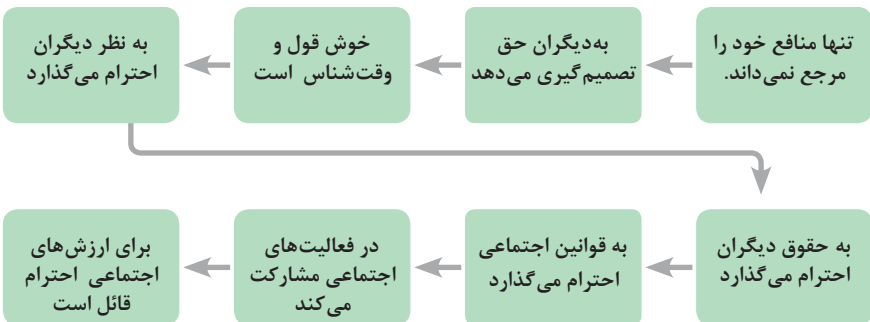 تنها منافع خود را
مرجع نمی‌داند.
به‌دیگران حق
تصمیم‌گیری می‌دهد
خوش قول و
وقت‌شناس است
به نظر دیگران
احترام می‌گذارد
به حقوق دیگران
احترام می‌گذارد
به قوانین اجتماعی
احترام می‌گذارد
در فعالیت‌های
اجتماعی مشارکت
می‌کند
برای ارزش‌های
اجتماعی احترام
قائل است